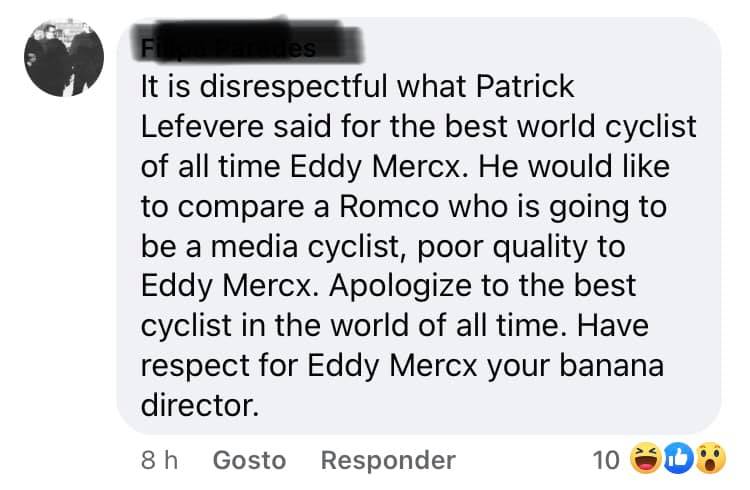 It is disrespectful what Patrick
Lefevere said for the best world cyclist
of all time Eddy Mercx. He would like
to compare a Romco who is going to
be a media cyclist, poor quality to
Eddy Mercx. Apologize to the best
cyclist in the world of all time. Have
respect for Eddy Mercx your banana
director.
8 h Gosto Responder 10